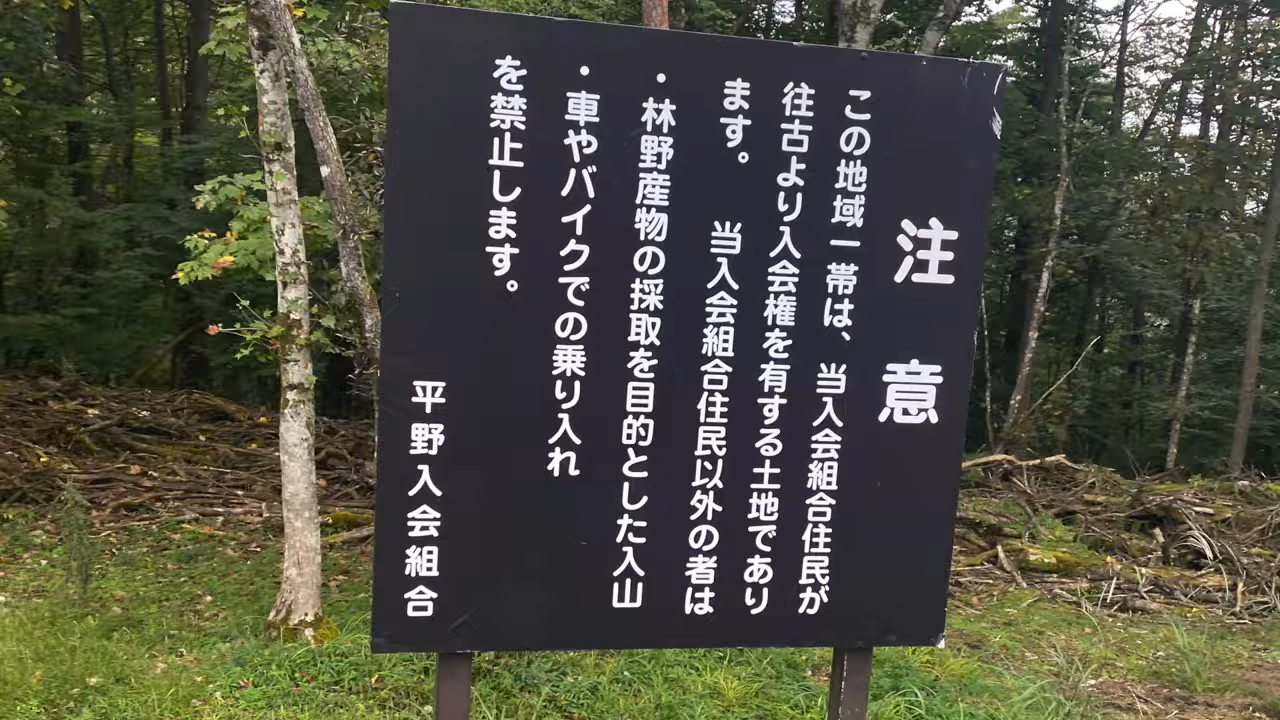 注意
この地域一帯は、当入会組合住民が
往古より入会権を有する土地であり
ます。　当入会組合住民以外の者は
・林野産物の採取を目的とした入山
・車やバイクでの乗り入れ
を禁止します。
平野入会組合